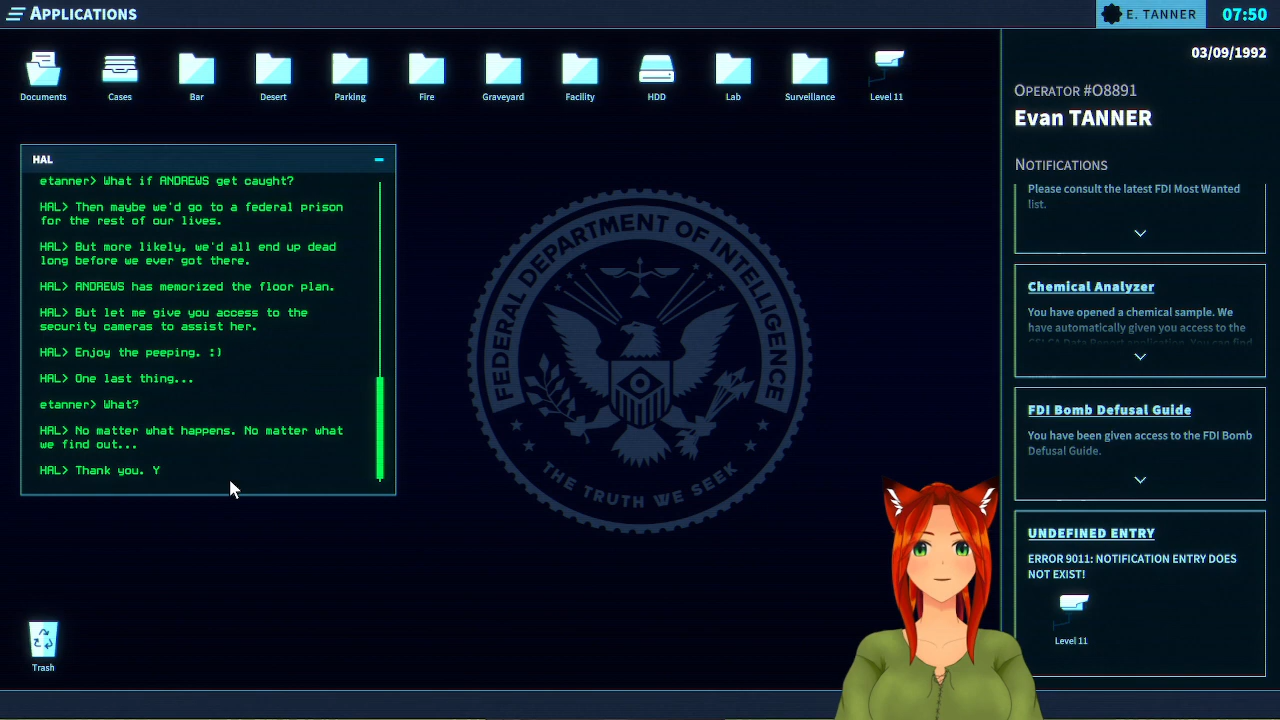 APPLICATIONS
E. TANNER
07:50
Documents
Cases
Bar
Desert
Parking
Fire
Graveyard
Facility
HDD
Lab
Surveillance
Level 11
HAL
etanner> What if ANDREWS get caught?
HAL> Then maybe we'd go to a federal prison
for the rest of our lives.
HAL> But more likely, we'd all end up dead
long before we ever got there.
HAL> ANDREWS has memorized the floor plan.
HAL> But let me give you access to the
security cameras to assist her.
HAL> Enjoy the peeping. :)
HAL> One last thing...
etanner> What?
HAL> No matter what happens. No matter what
we find out...
HAL> Thank you. Y
FEDERAL DEPARTMENT OF INTELLIGENCE
THE TRUTH WE SEEK
Trash
03/09/1992
OPERATOR #O8891
Evan TANNER
NOTIFICATIONS
Please consult the latest FDI Most Wanted
list.
Chemical Analyzer
You have opened a chemical sample. We
have automatically given you access to the
FDI Bomb Defusal Guide
You have been given access to the FDI Bomb
Defusal Guide.
UNDEFINED ENTRY
ERROR 9011: NOTIFICATION ENTRY DOES
NOT EXIST!
Level 11